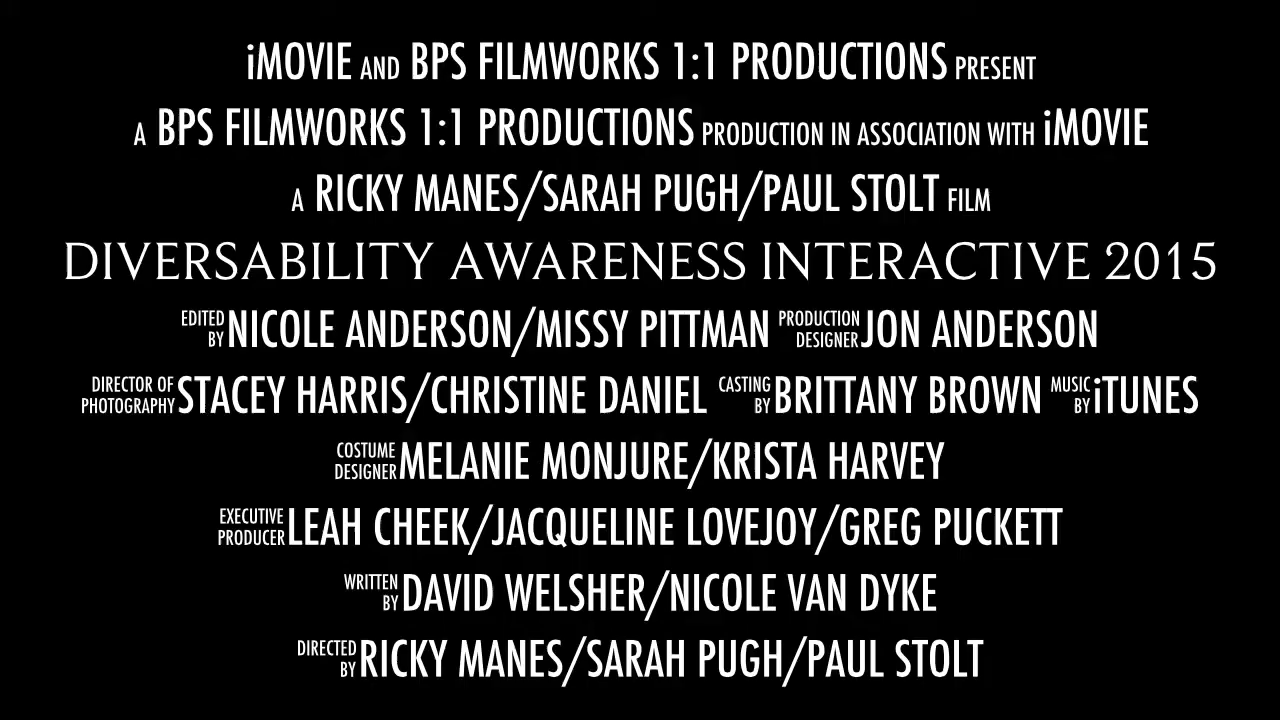 iMOVIE AND BPS FILMWORKS 1:1 PRODUCTIONS PRESENT
A BPS FILMWORKS 1:1 PRODUCTIONS PRODUCTION IN ASSOCIATION WITH iMOVIE
A RICKY MANES/SARAH PUGH/PAUL STOLT FILM
DIVERSABILITY AWARENESS INTERACTIVE 2015
EDITED BY NICOLE ANDERSON/MISSY PITTMAN PRODUCTION DESIGNER JON ANDERSON
DIRECTOR OF PHOTOGRAPHY STACEY HARRIS/CHRISTINE DANIEL CASTING BY BRITTANY BROWN MUSIC BY iTUNES
COSTUME DESIGNER MELANIE MONJURE/KRISTA HARVEY
EXECUTIVE PRODUCER LEAH CHEEK/JACQUELINE LOVEJOY/GREG PUCKETT
WRITTEN BY DAVID WELSHER/NICOLE VAN DYKE
DIRECTED BY RICKY MANES/SARAH PUGH/PAUL STOLT